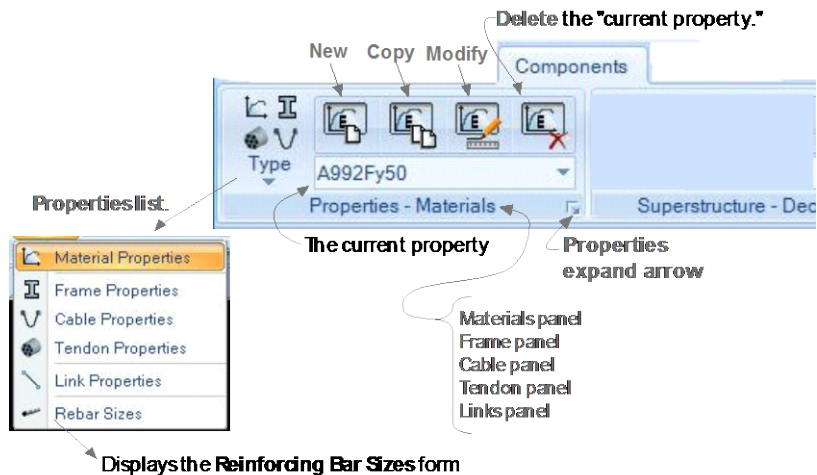 Delete the "current property."
New Copy Modify
Components
Type
A992Fy50
Properties - Materials
Superstructure - Dec
Properties list.
The current property
Properties
expand arrow
Material Properties
Frame Properties
Cable Properties
Tendon Properties
Link Properties
Rebar Sizes
Materials panel
Frame panel
Cable panel
Tendon panel
Links panel
Displays the Reinforcing Bar Sizes form